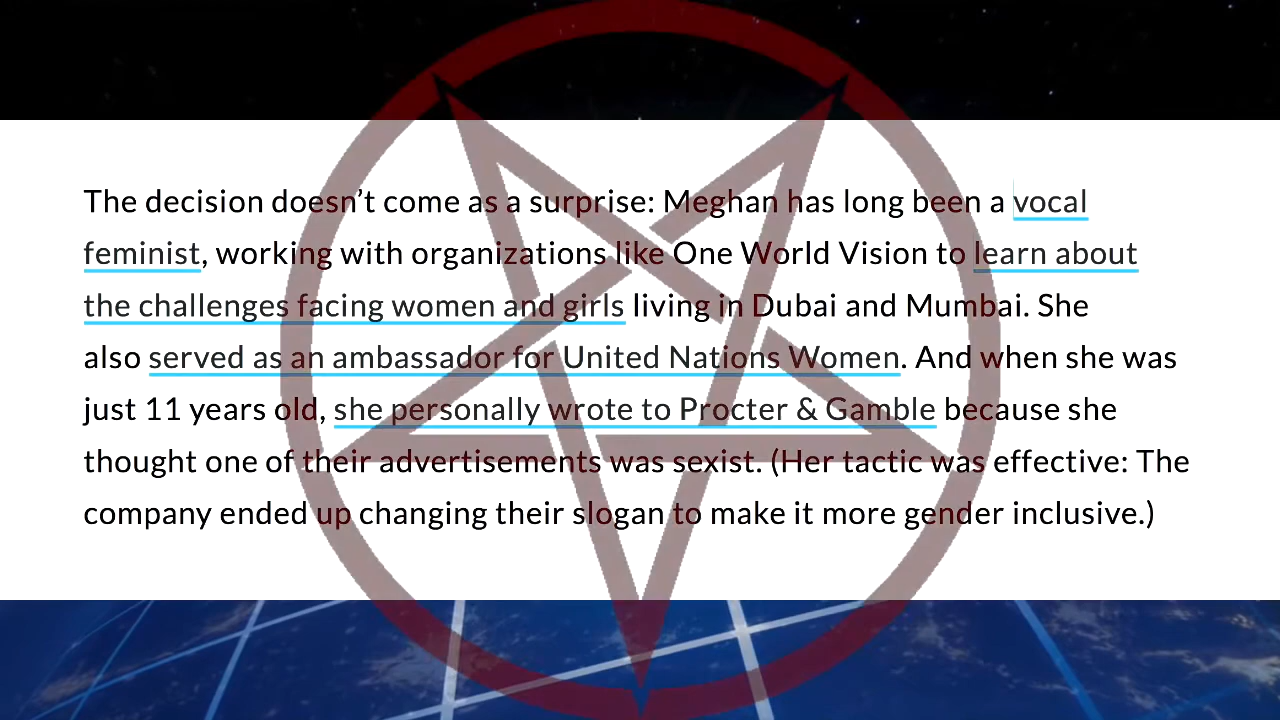 The decision doesn’t come as a surprise: Meghan has long been a vocal
feminist, working with organizations like One World Vision to learn about
the challenges facing women and girls living in Dubai and Mumbai. She
also served as an ambassador for United Nations Women. And when she was
just 11 years old, she personally wrote to Procter & Gamble because she
thought one of their advertisements was sexist. (Her tactic was effective: The
company ended up changing their slogan to make it more gender inclusive.)